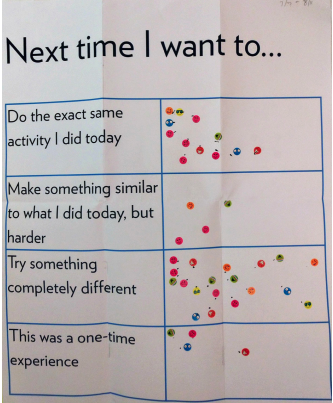 Next time I want to...
Do the exact same
activity I did today
Make something similar
to what I did today, but
harder
Try something
completely different
This was a one-time
experience